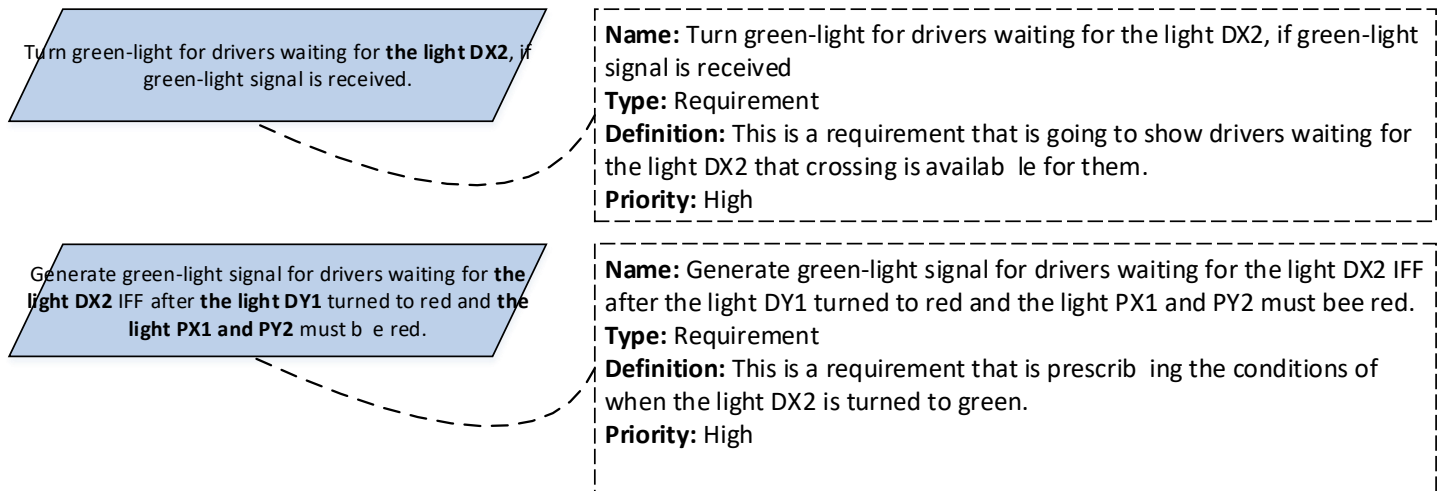 Turn green-light for drivers waiting for the light DX2, if
green-light signal is received.
Name: Turn green-light for drivers waiting for the light DX2, if green-light
signal is received
Type: Requirement
Definition: This is a requirement that is going to show drivers waiting for
the light DX2 that crossing is availab le for them.
Priority: High
Generate green-light signal for drivers waiting for the
light DX2 IFF after the light DY1 turned to red and the
light PX1 and PY2 must b e red.
Name: Generate green-light signal for drivers waiting for the light DX2 IFF
after the light DY1 turned to red and the light PX1 and PY2 must bee red.
Type: Requirement
Definition: This is a requirement that is prescrib ing the conditions of
when the light DX2 is turned to green.
Priority: High